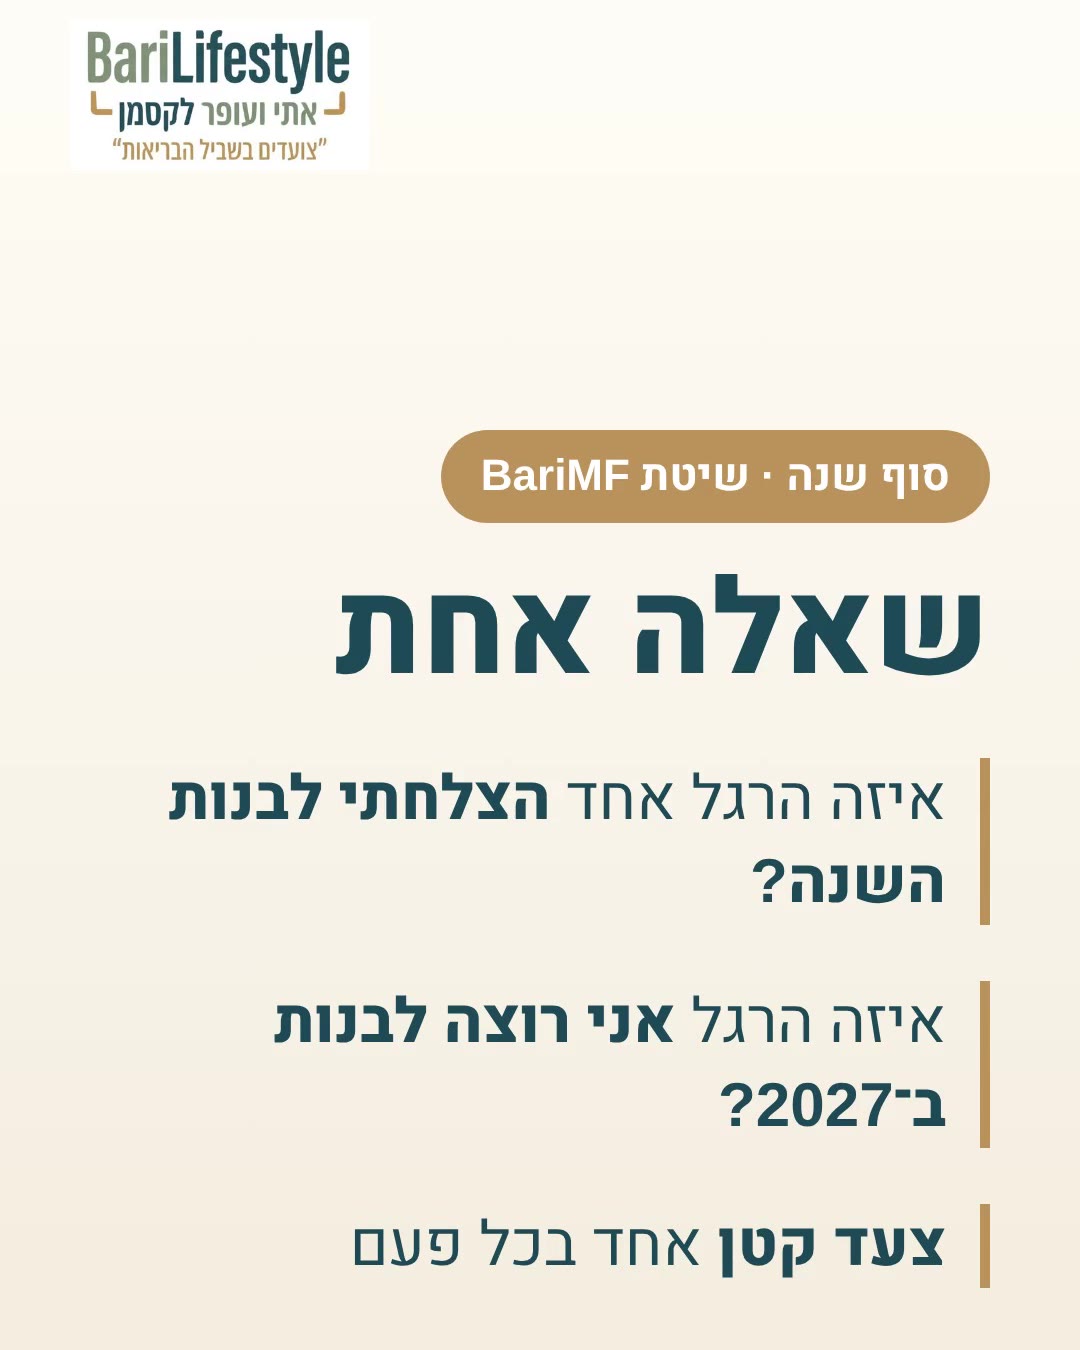 BariLifestyle
אתי ועופר לקסמן
"צועדים בשביל הבריאות"
סוף שנה · שיטת BariMF
שאלה אחת
איזה הרגל אחד הצלחתי לבנות
השנה?
איזה הרגל אני רוצה לבנות
ב־2027?
צעד קטן אחד בכל פעם